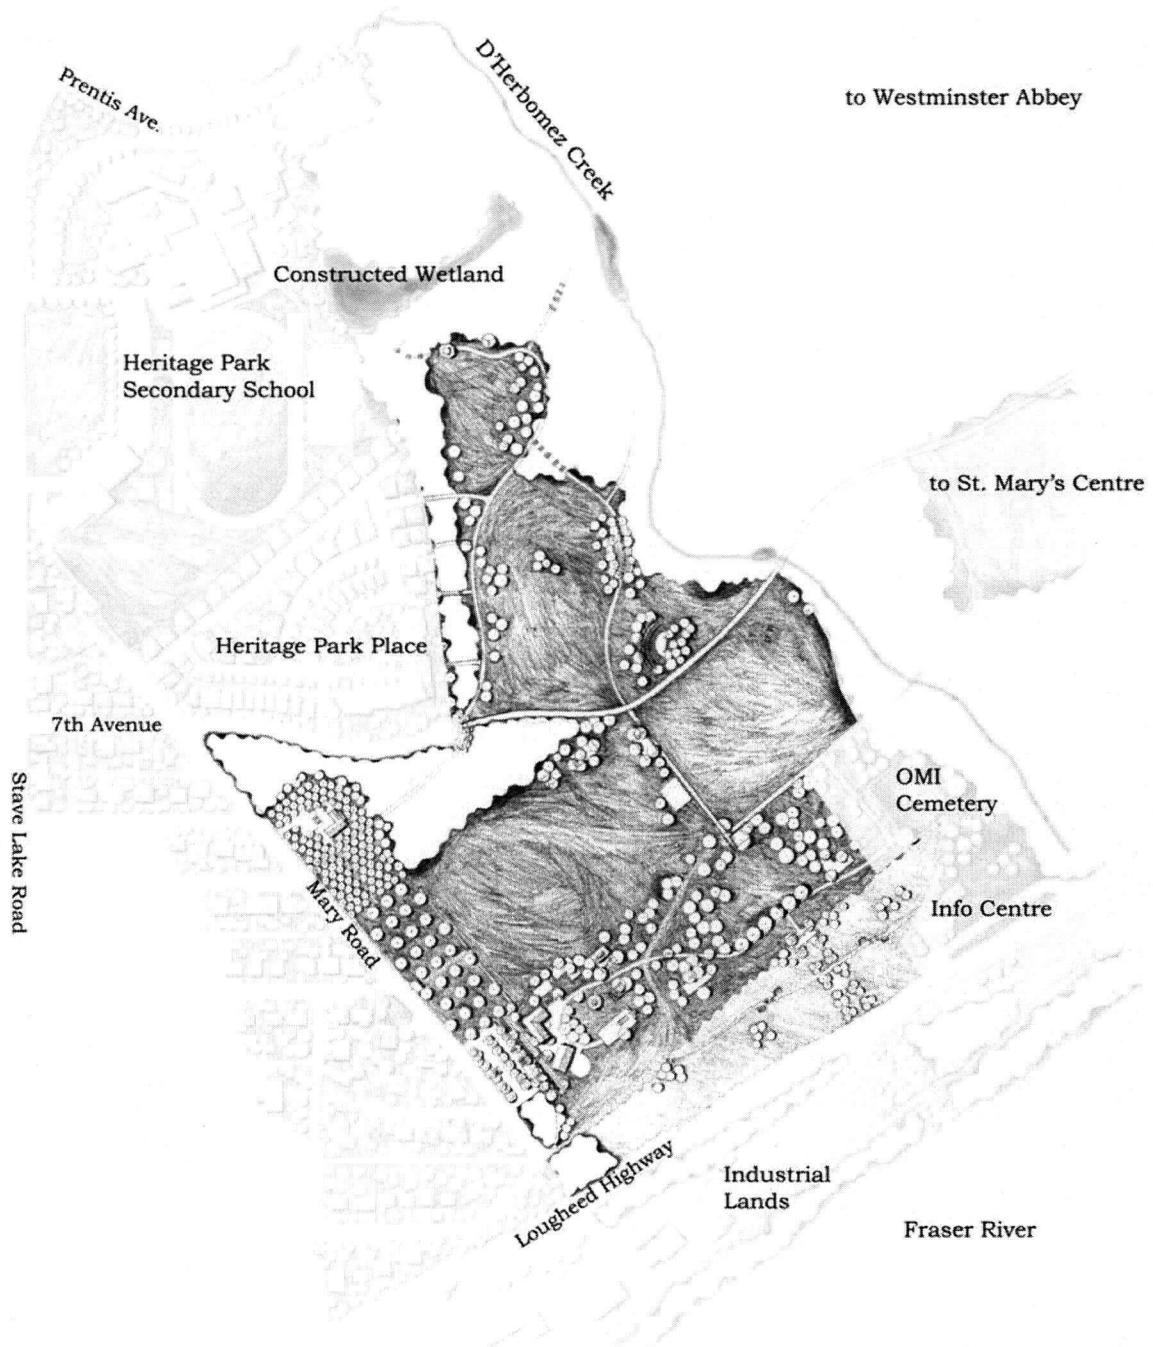 D'Herbomez Creek
Prentis Ave.
to Westminster Abbey
Constructed Wetland
Heritage Park
Secondary School
to St. Mary's Centre
Heritage Park Place
7th Avenue
OMI
Cemetery
Stave Lake Road
Mary Road
Info Centre
Lougheed Highway
Industrial
Lands
Fraser River